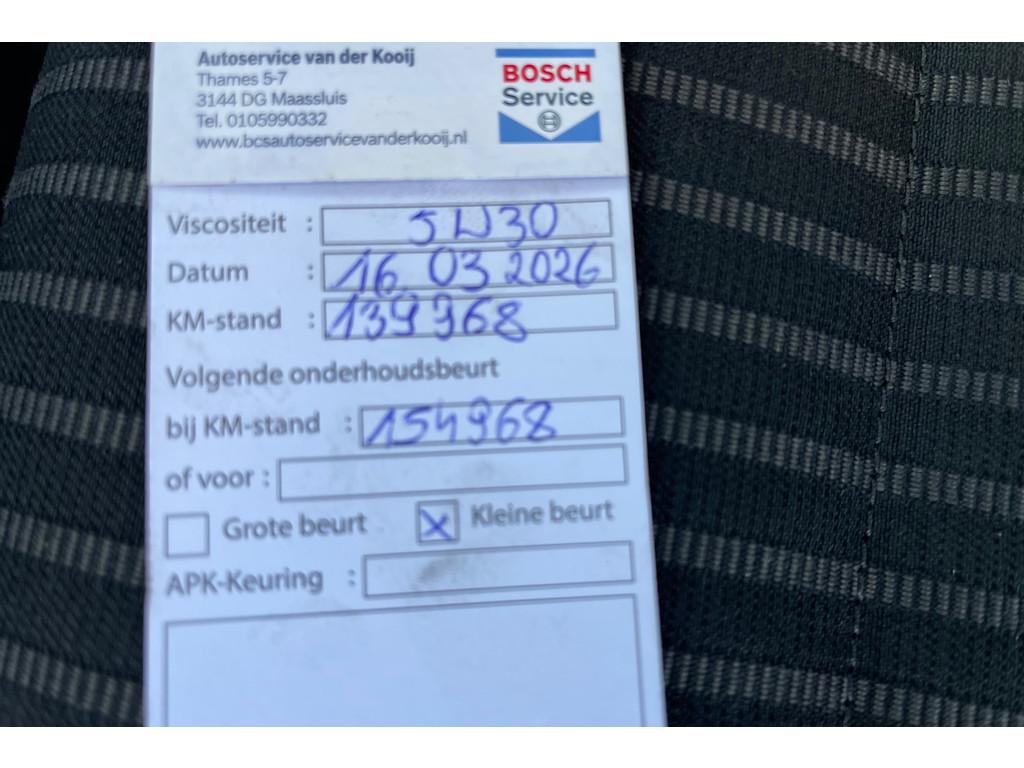 Autoservice van der Kooij
Thames 5-7
3144 DG Maassluis
Tel. 0105990332
www.bcsautoservicevanderkooij.nl
BOSCH
Service
Viscositeit : 5W30
Datum : 16.03 2026
KM-stand : 139968
Volgende onderhoudsbeurt
bij KM-stand : 154968
of voor :
Grote beurt X Kleine beurt
APK-Keuring :